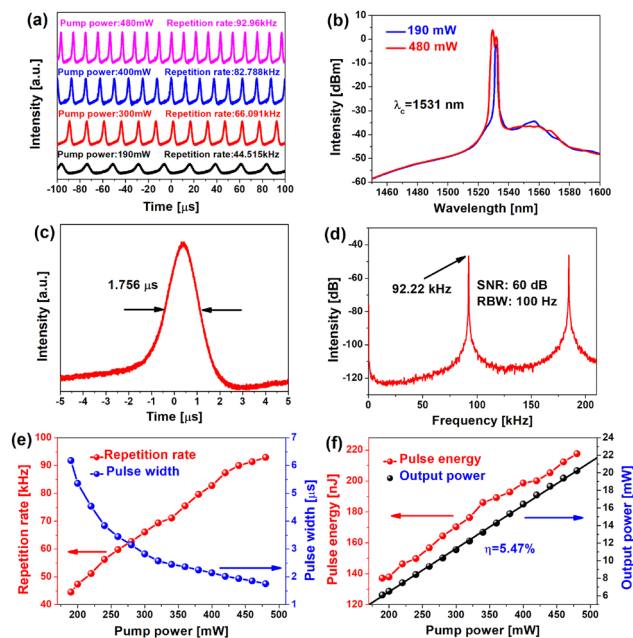 (a)
Pump power:480mW Repetition rate:92.96kHz
Pump power:400mW Repetition rate:82.788kHz
Pump power:300mW Repetition rate:66.091kHz
Pump power:190mW Repetition rate:44.515kHz
Intensity [a.u.]
-100 -80 -60 -40 -20 0 20 40 60 80 100
Time [μs]
(b)
190 mW
480 mW
λc=1531 nm
Intensity [dBm]
10
0
-10
-20
-30
-40
-50
-60
1460 1480 1500 1520 1540 1560 1580 1600
Wavelength [nm]
(c)
1.756 μs
Intensity [a.u.]
-5 -4 -3 -2 -1 0 1 2 3 4 5
Time [μs]
(d)
92.22 kHz
SNR: 60 dB
RBW: 100 Hz
Intensity [dB]
0
-40
-80
-120
0 50 100 150 200
Frequency [kHz]
(e)
Repetition rate
Pulse width
Repetition rate [kHz]
100
90
80
70
60
50
40
Pulse width [μs]
7
6
5
4
3
2
1
200 250 300 350 400 450 500
Pump power [mW]
(f)
Pulse energy
Output power
η=5.47%
Pulse energy [nJ]
220
200
180
160
140
120
Output power [mW]
24
22
20
18
16
14
12
10
8
6
200 250 300 350 400 450 500
Pump power [mW]